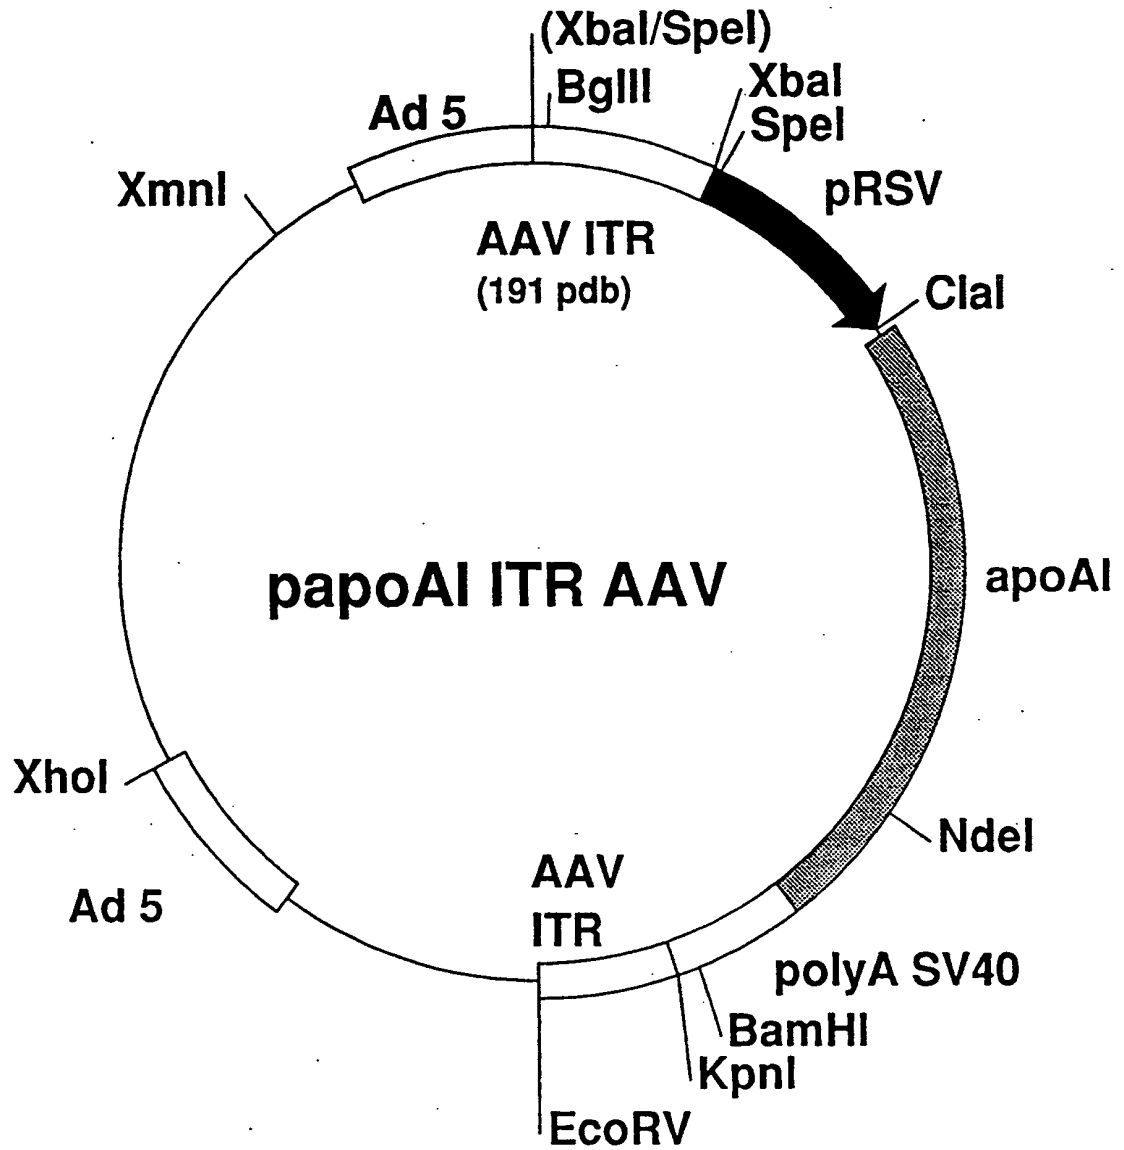 (XbaI/SpeI)
BglII
Ad 5
XbaI
SpeI
XmnI
pRSV
AAV ITR
(191 pdb)
ClaI
papoAI ITR AAV
apoAI
XhoI
NdeI
AAV
ITR
Ad 5
polyA SV40
BamHI
KpnI
EcoRV